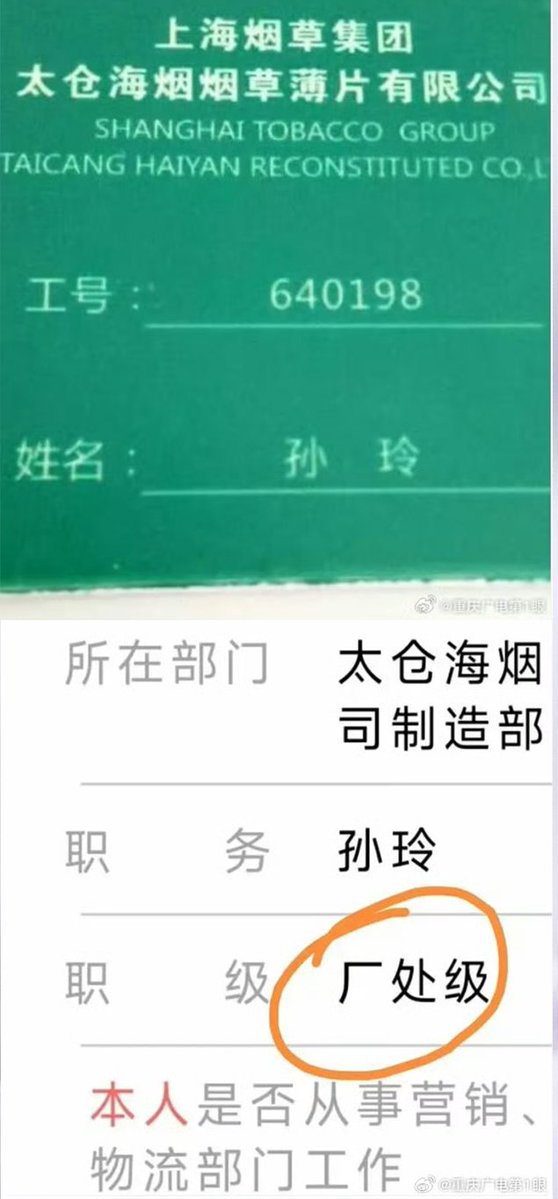 上海烟草集团
太仓海烟烟草薄片有限公司
SHANGHAI TOBACCO GROUP
TAICANG HAIYAN RECONSTITUTED CO.,L
工号： 640198
姓名： 孙 玲
@重庆广电第1眼
所在部门 太仓海烟
司制造部
职 务 孙玲
职 级 厂处级
本人是否从事营销、
物流部门工作
@重庆广电第1眼